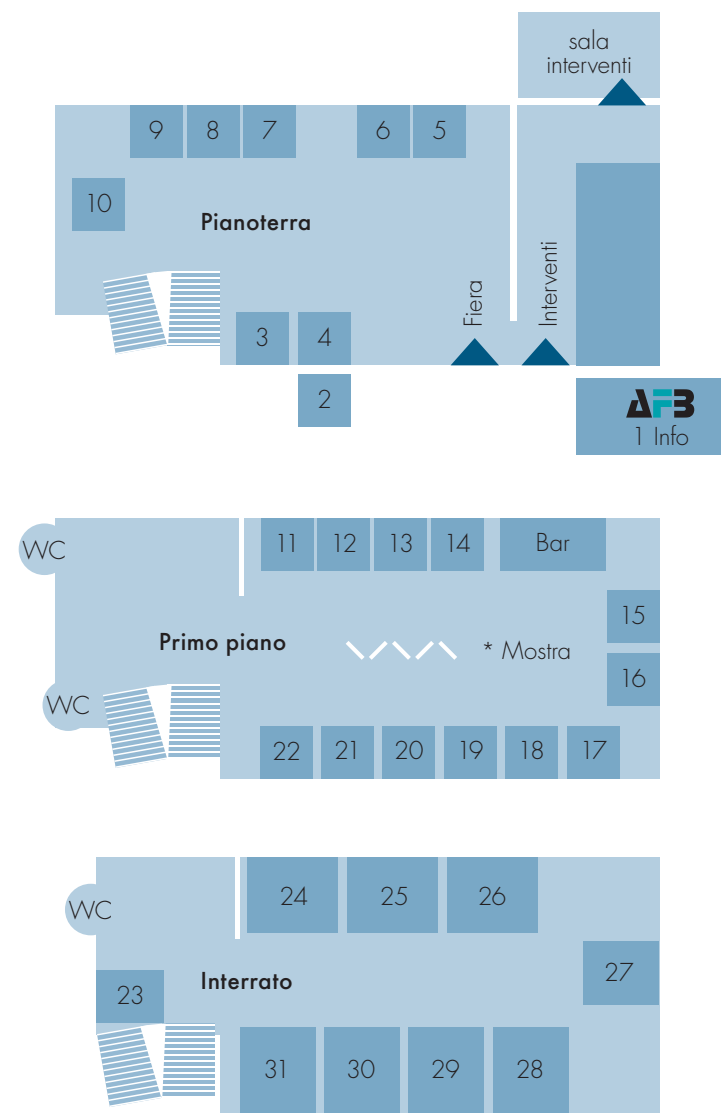 sala
interventi
9 8 7 6 5
10
Pianoterra
Fiera
Interventi
3 4
2
AFB
1 Info
WC
11 12 13 14 Bar
15
Primo piano
* Mostra
16
WC
22 21 20 19 18 17
24 25 26
WC
27
Interrato
23
31 30 29 28